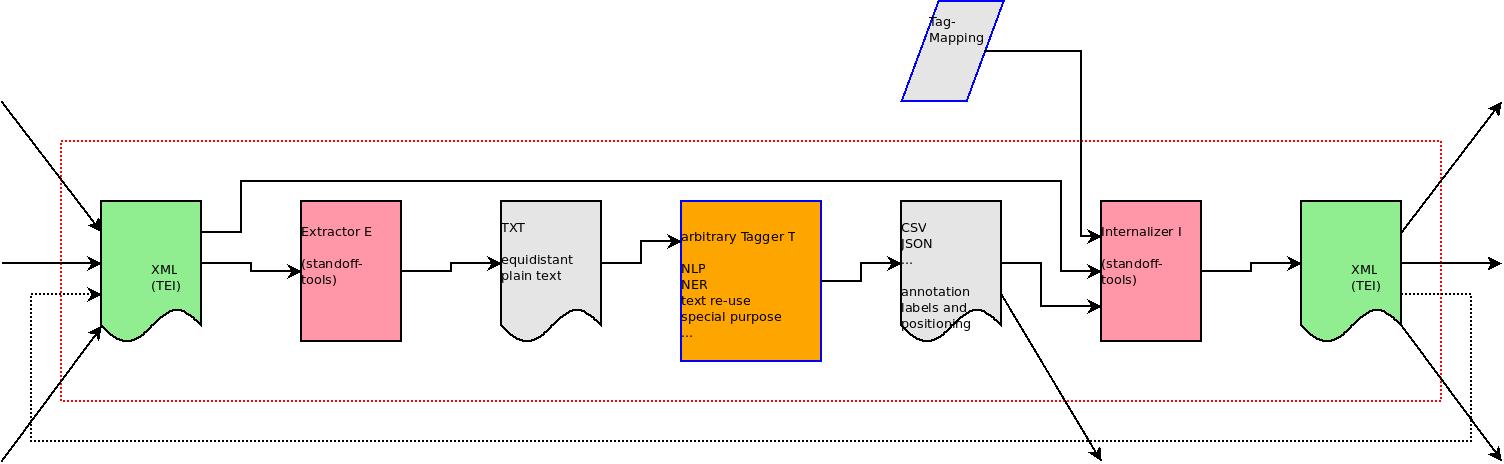 Tag-
Mapping
XML
(TEI)
Extractor E
(standoff-
tools)
TXT
equidistant
plain text
arbitrary Tagger T
NLP
NER
text re-use
special purpose
...
CSV
JSON
...
annotation
labels and
positioning
Internalizer I
(standoff-
tools)
XML
(TEI)